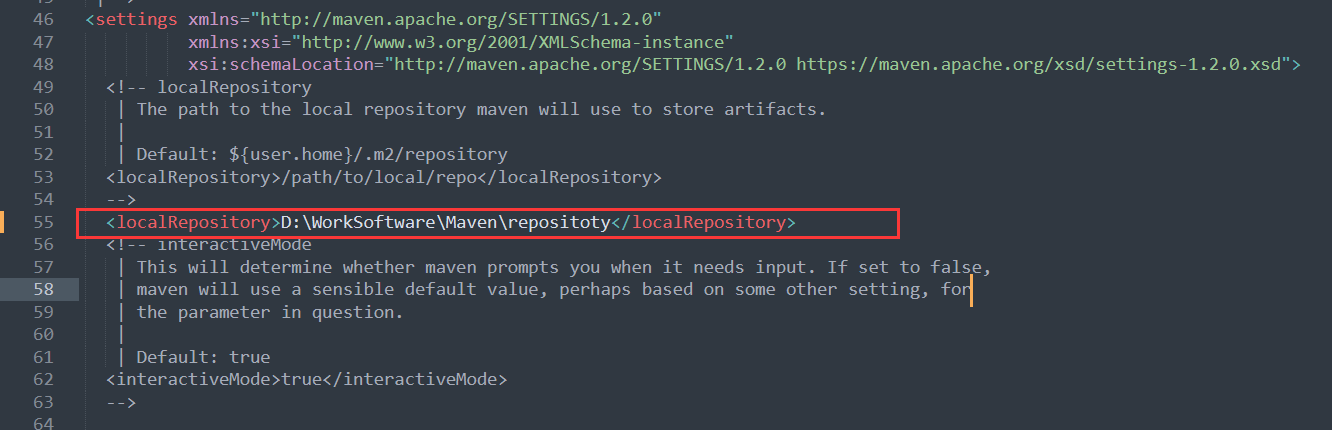 46 <settings xmlns="http://maven.apache.org/SETTINGS/1.2.0"
47 xmlns:xsi="http://www.w3.org/2001/XMLSchema-instance"
48 xsi:schemaLocation="http://maven.apache.org/SETTINGS/1.2.0 https://maven.apache.org/xsd/settings-1.2.0.xsd">
49 <!-- localRepository
50 | The path to the local repository maven will use to store artifacts.
51 |
52 | Default: ${user.home}/.m2/repository
53 <localRepository>/path/to/local/repo</localRepository>
54 -->
55 <localRepository>D:\WorkSoftware\Maven\repositoty</localRepository>
56 <!-- interactiveMode
57 | This will determine whether maven prompts you when it needs input. If set to false,
58 | maven will use a sensible default value, perhaps based on some other setting, for
59 | the parameter in question.
60 |
61 | Default: true
62 <interactiveMode>true</interactiveMode>
63 -->
64